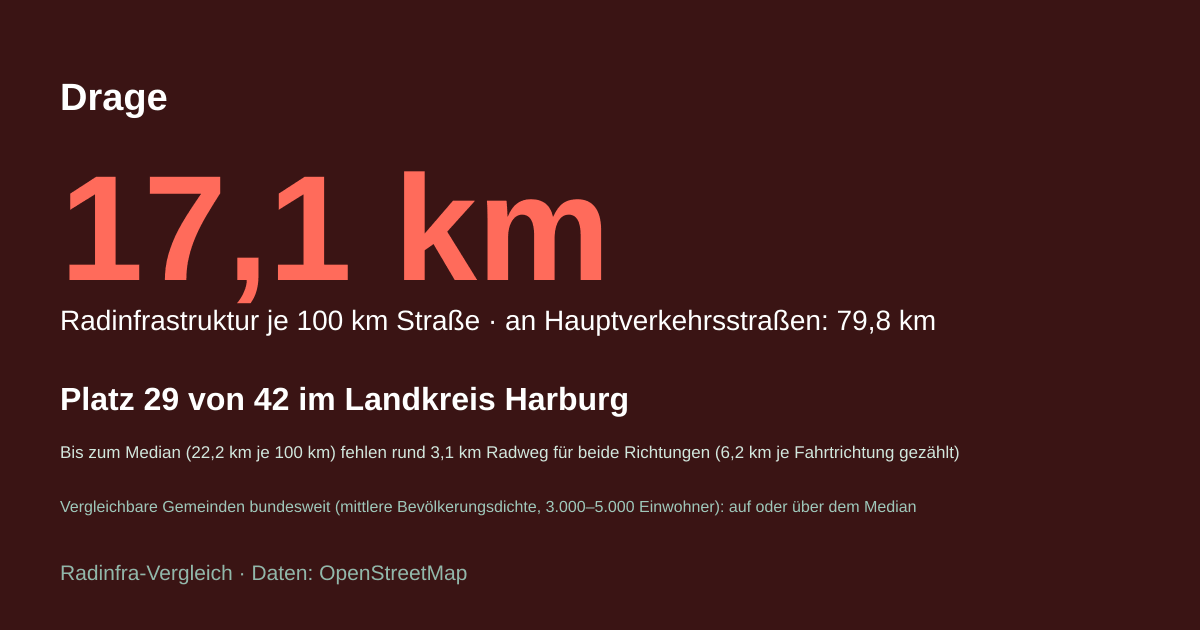 Drage
17,1 km
Radinfrastruktur je 100 km Straße · an Hauptverkehrsstraßen: 79,8 km
Platz 29 von 42 im Landkreis Harburg
Bis zum Median (22,2 km je 100 km) fehlen rund 3,1 km Radweg für beide Richtungen (6,2 km je Fahrtrichtung gezählt)
Vergleichbare Gemeinden bundesweit (mittlere Bevölkerungsdichte, 3.000–5.000 Einwohner): auf oder über dem Median
Radinfra-Vergleich · Daten: OpenStreetMap